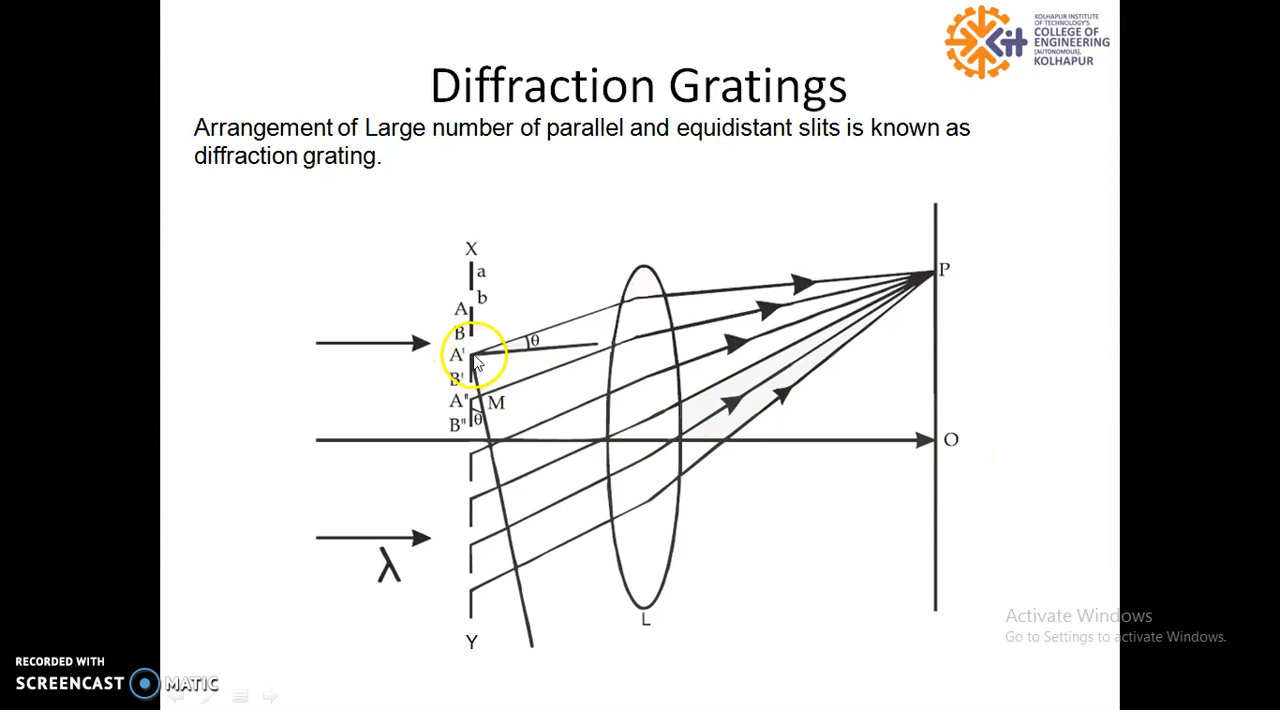 KOLHAPUR INSTITUTE
OF TECHNOLOGY'S
COLLEGE OF
ENGINEERING
(AUTONOMOUS),
KOLHAPUR
Kit
Diffraction Gratings
Arrangement of Large number of parallel and equidistant slits is known as
diffraction grating.
X
a
b
A
B
θ
A'
B'
A"
M
B"
θ
P
O
λ
L
Y
Activate Windows
Go to Settings to activate Windows.
RECORDED WITH
SCREENCAST MATIC